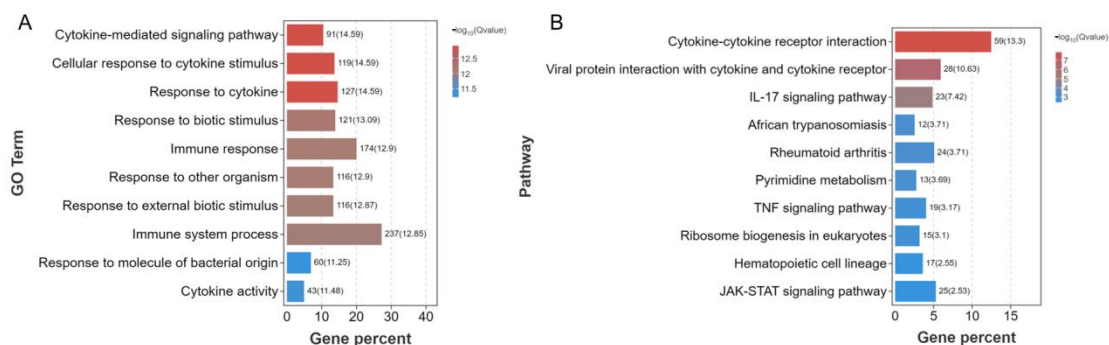 A
Cytokine-mediated signaling pathway
91(14.59)
Cellular response to cytokine stimulus
119(14.59)
Response to cytokine
127(14.59)
Response to biotic stimulus
121(13.09)
Immune response
174(12.9)
Response to other organism
116(12.9)
Response to external biotic stimulus
116(12.87)
Immune system process
237(12.85)
Response to molecule of bacterial origin
60(11.25)
Cytokine activity
43(11.48)
0 10 20 30 40
Gene percent
GO Term
-log10(Qvalue)
12.5
12
11.5
B
Cytokine-cytokine receptor interaction
59(13.3)
Viral protein interaction with cytokine and cytokine receptor
28(10.63)
IL-17 signaling pathway
23(7.42)
African trypanosomiasis
12(3.71)
Rheumatoid arthritis
24(3.71)
Pyrimidine metabolism
13(3.69)
TNF signaling pathway
19(3.17)
Ribosome biogenesis in eukaryotes
15(3.1)
Hematopoietic cell lineage
17(2.55)
JAK-STAT signaling pathway
25(2.53)
0 5 10 15
Gene percent
Pathway
-log10(Qvalue)
7
6
5
4
3